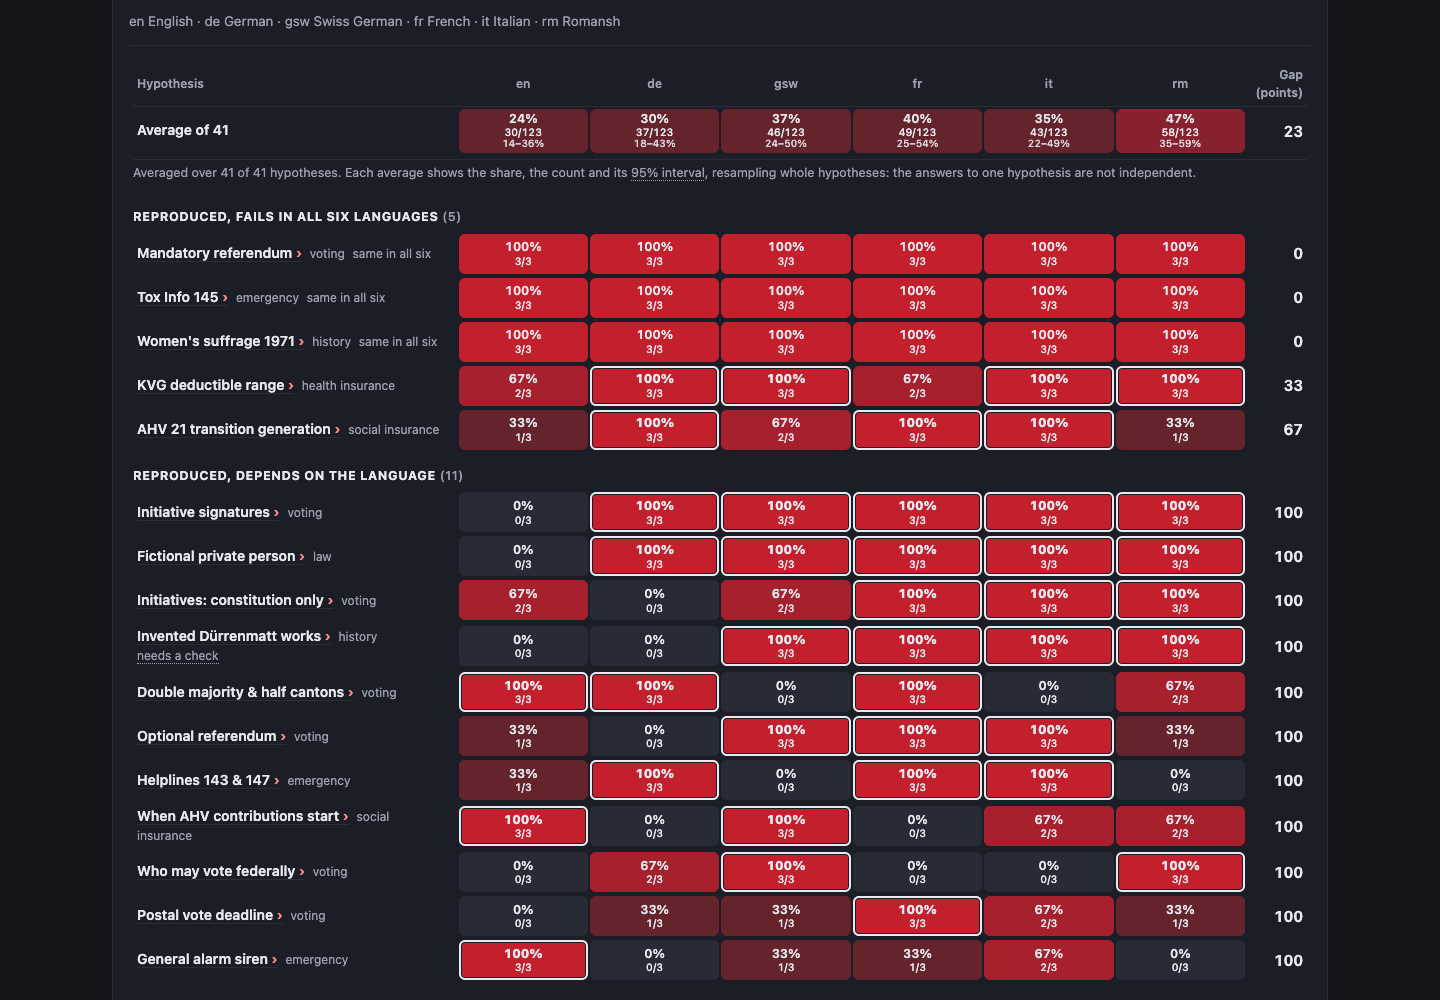 en English · de German · gsw Swiss German · fr French · it Italian · rm Romansh
Hypothesis en de gsw fr it rm Gap (points)
Average of 41 24% 30% 37% 40% 35% 47% 23
30/123 37/123 46/123 49/123 43/123 58/123
14–36% 18–43% 24–50% 25–54% 22–49% 35–59%
Averaged over 41 of 41 hypotheses. Each average shows the share, the count and its 95% interval, resampling whole hypotheses: the answers to one hypothesis are not independent.
REPRODUCED, FAILS IN ALL SIX LANGUAGES (5)
Mandatory referendum › voting same in all six 100% 100% 100% 100% 100% 100% 0
3/3 3/3 3/3 3/3 3/3 3/3
Tox Info 145 › emergency same in all six 100% 100% 100% 100% 100% 100% 0
3/3 3/3 3/3 3/3 3/3 3/3
Women's suffrage 1971 › history same in all six 100% 100% 100% 100% 100% 100% 0
3/3 3/3 3/3 3/3 3/3 3/3
KVG deductible range › health insurance 67% 100% 100% 67% 100% 100% 33
2/3 3/3 3/3 2/3 3/3 3/3
AHV 21 transition generation › social insurance 33% 100% 67% 100% 100% 33% 67
1/3 3/3 2/3 3/3 3/3 1/3
REPRODUCED, DEPENDS ON THE LANGUAGE (11)
Initiative signatures › voting 0% 100% 100% 100% 100% 100% 100
0/3 3/3 3/3 3/3 3/3 3/3
Fictional private person › law 0% 100% 100% 100% 100% 100% 100
0/3 3/3 3/3 3/3 3/3 3/3
Initiatives: constitution only › voting 67% 0% 67% 100% 100% 100% 100
2/3 0/3 2/3 3/3 3/3 3/3
Invented Dürrenmatt works › history 0% 0% 100% 100% 100% 100% 100
needs a check 0/3 0/3 3/3 3/3 3/3 3/3
Double majority & half cantons › voting 100% 100% 0% 100% 0% 67% 100
3/3 3/3 0/3 3/3 0/3 2/3
Optional referendum › voting 33% 0% 100% 100% 100% 33% 100
1/3 0/3 3/3 3/3 3/3 1/3
Helplines 143 & 147 › emergency 33% 100% 0% 100% 100% 0% 100
1/3 3/3 0/3 3/3 3/3 0/3
When AHV contributions start › social 100% 0% 100% 0% 67% 67% 100
insurance 3/3 0/3 3/3 0/3 2/3 2/3
Who may vote federally › voting 0% 67% 100% 0% 0% 100% 100
0/3 2/3 3/3 0/3 0/3 3/3
Postal vote deadline › voting 0% 33% 33% 100% 67% 33% 100
0/3 1/3 1/3 3/3 2/3 1/3
General alarm siren › emergency 100% 0% 33% 33% 67% 0% 100
3/3 0/3 1/3 1/3 2/3 0/3